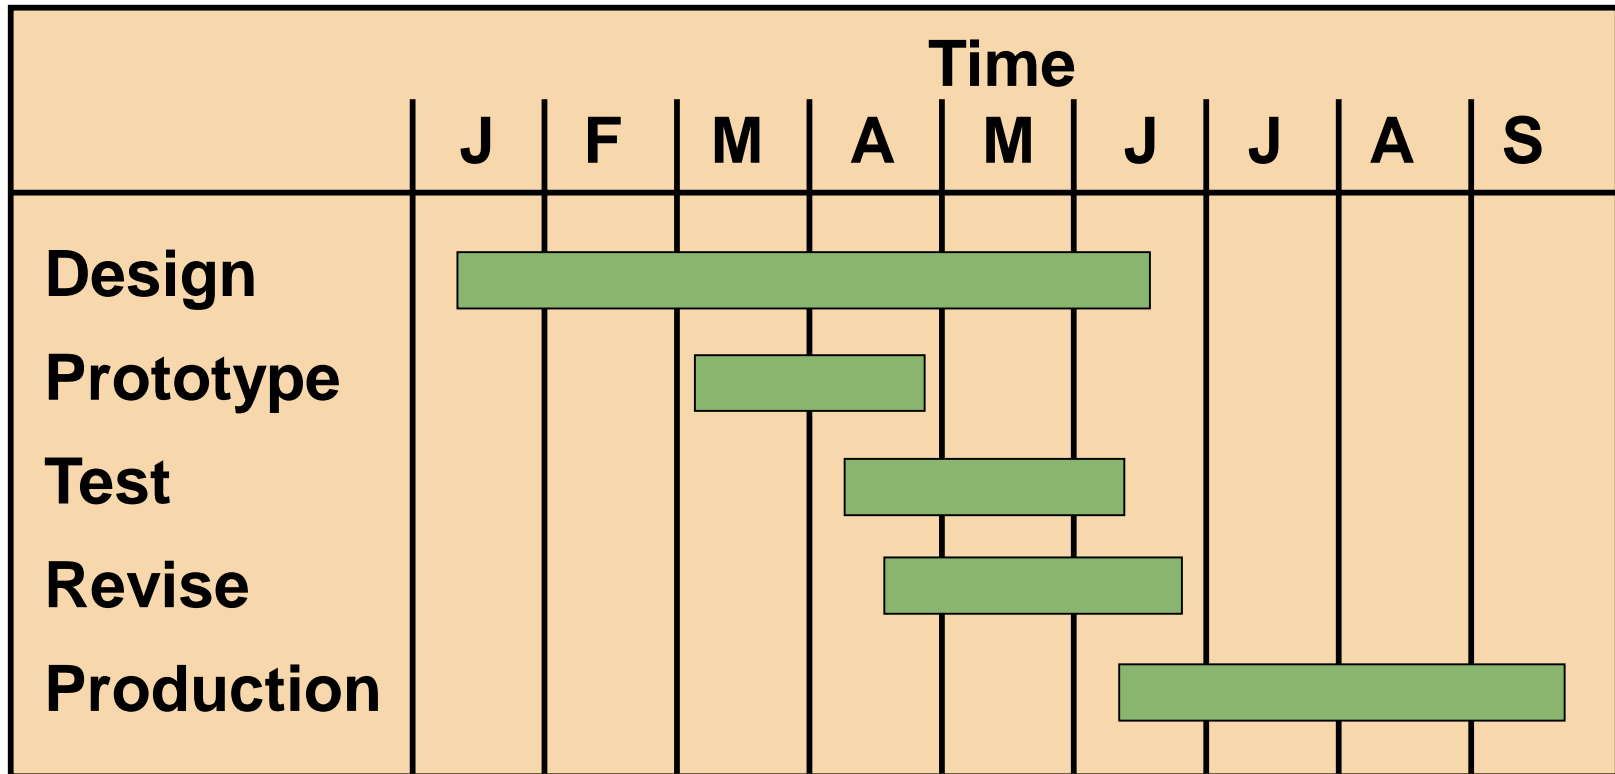 Time
J F M A M J J A S
Design
Prototype
Test
Revise
Production